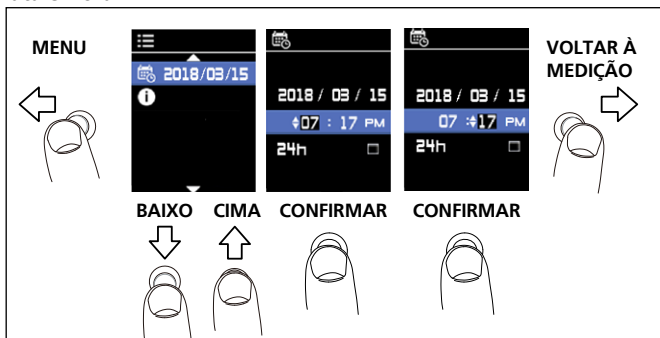 MENU
2018/03/15
i
2018 / 03 / 15
07 : 17 PM
24h
2018 / 03 / 15
07 : 17 PM
24h
VOLTAR À
MEDIÇÃO
BAIXO
CIMA
CONFIRMAR
CONFIRMAR